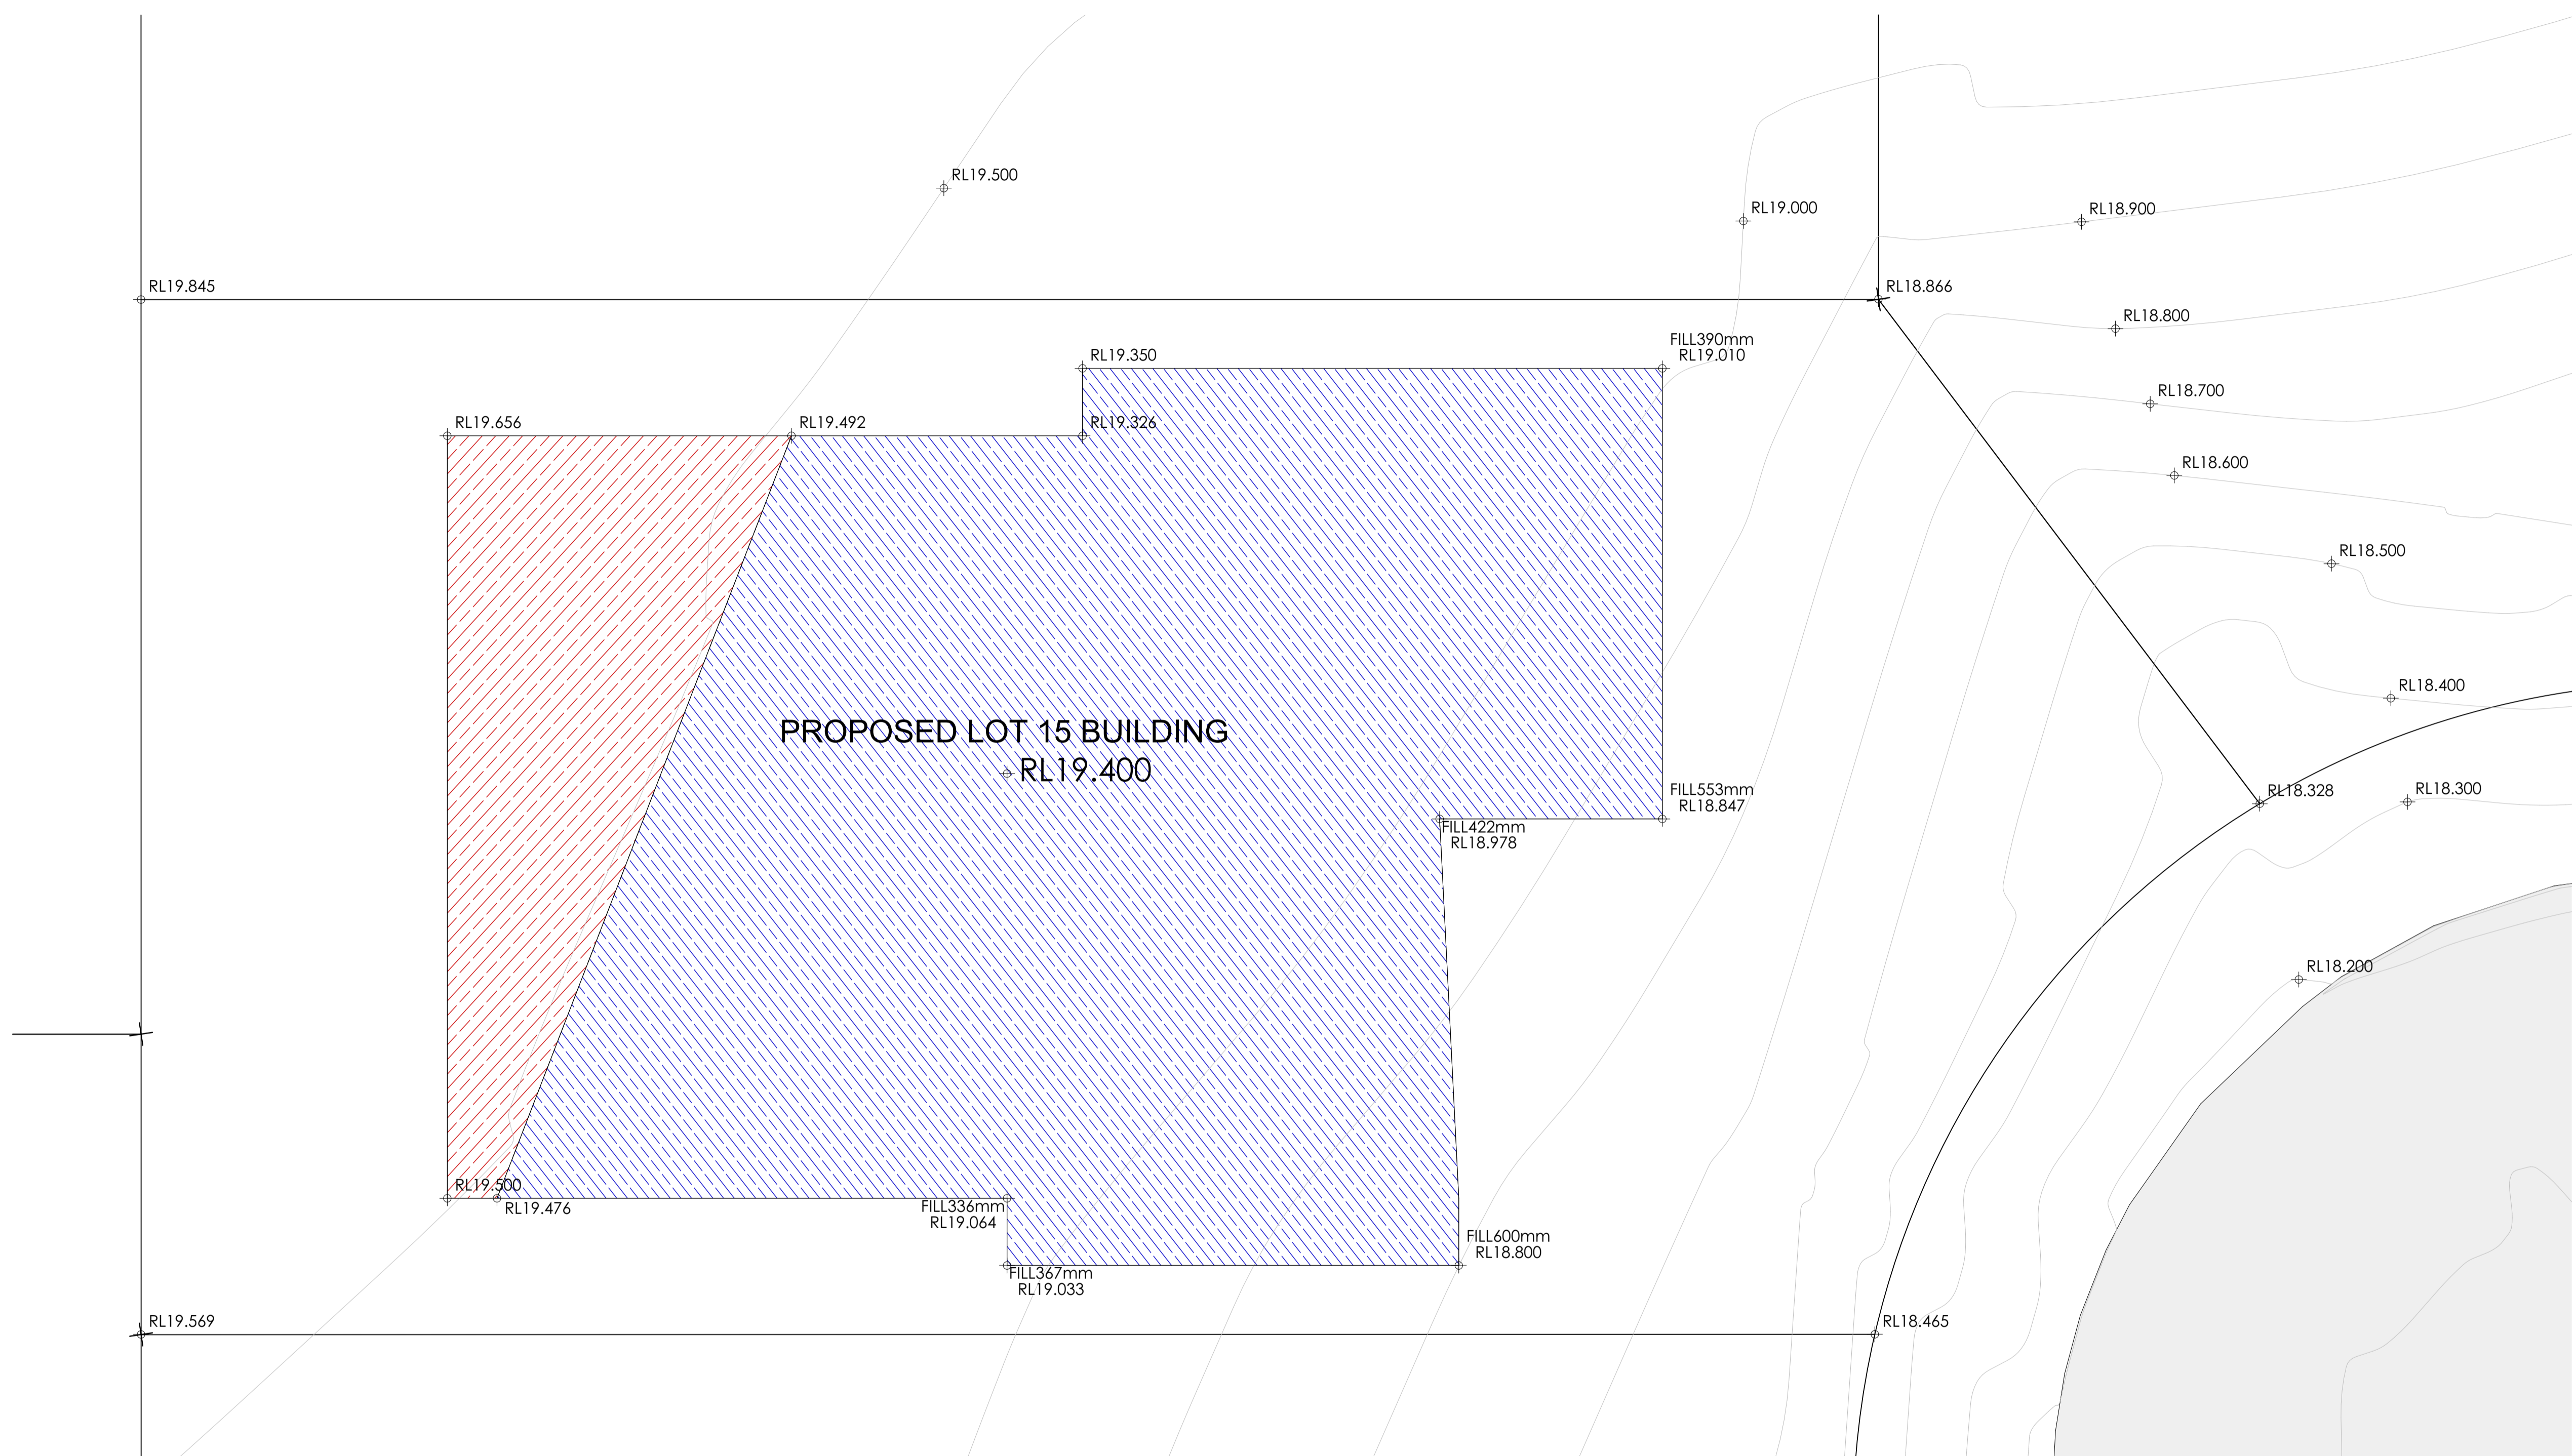 RL19.500
RL19.000
RL18.900
RL19.845
RL18.866
RL18.800
FILL390mm
RL19.010
RL19.350
RL18.700
RL19.656
RL19.492
RL19.326
RL18.600
RL18.500
RL18.400
PROPOSED LOT 15 BUILDING
RL19.400
FILL553mm
RL18.847
RL18.328
RL18.300
FILL422mm
RL18.978
RL18.200
RL19.500
RL19.476
FILL336mm
RL19.064
FILL600mm
RL18.800
FILL367mm
RL19.033
RL19.569
RL18.465